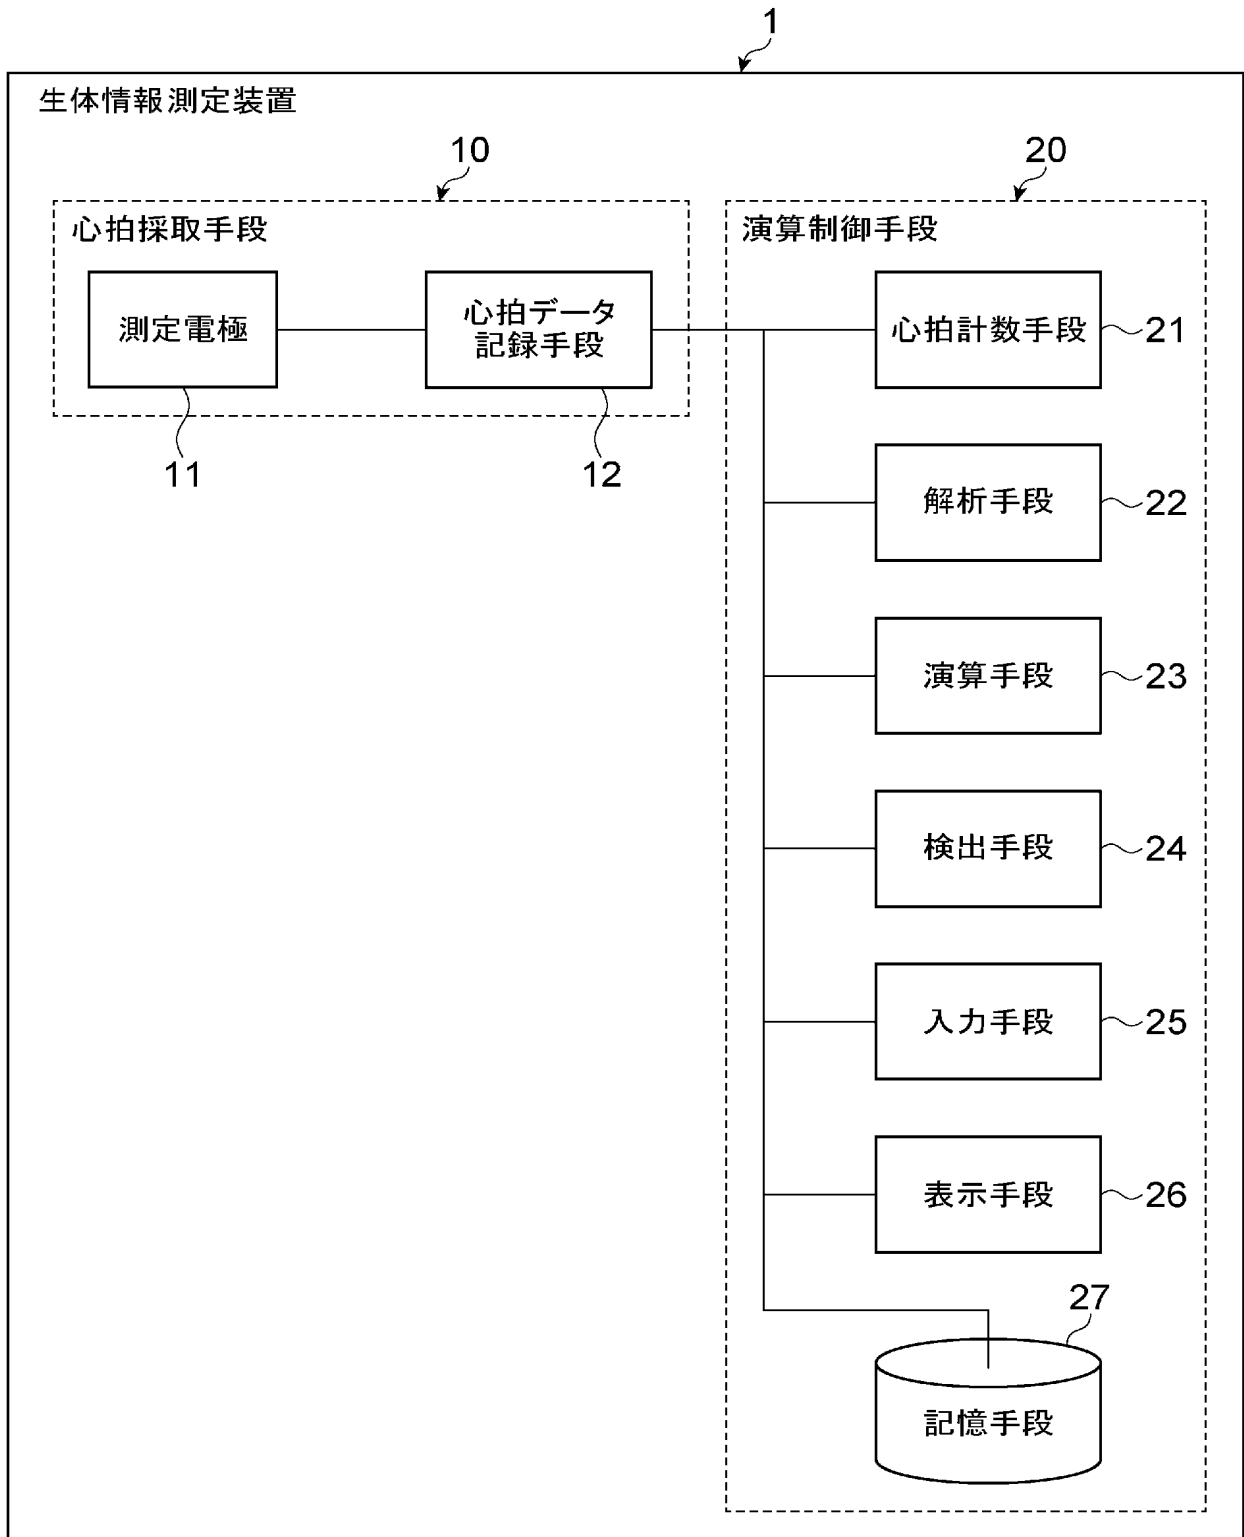 1
生体情報測定装置
10
心拍採取手段
測定電極
11
心拍データ
記録手段
12
20
演算制御手段
心拍計数手段
21
解析手段
22
演算手段
23
検出手段
24
入力手段
25
表示手段
26
27
記憶手段